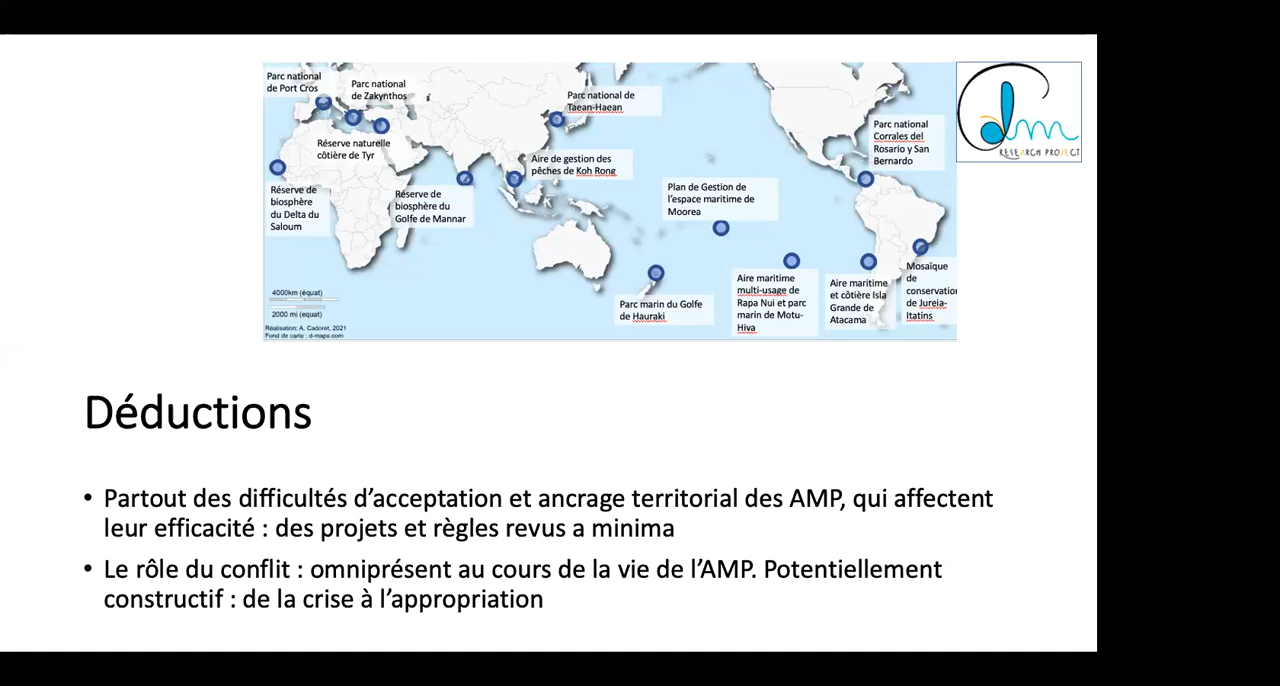 Parc national
de Port Cros
Parc national
de Zakynthos
Réserve naturelle
côtière de Tyr
Réserve de
biosphère
du Delta du
Saloum
Réserve de
biosphère du
Golfe de Mannar
Parc national de
Taean-Haean
Aire de gestion des
pêches de Koh Rong
Plan de Gestion de
l'espace maritime de
Moorea
Parc national
Corrales del
Rosario y San
Bernardo
Parc marin du Golfe
de Hauraki
Aire maritime
multi-usage de
Rapa Nui et parc
marin de Motu-
Hiva
Aire maritime
et côtière Isla
Grande de
Atacama
Mosaïque
de
conservation
de Jureia-
Itatins
4000km (équat)
2000 mi (équat)
Réalisation: A, Cadoret, 2021
Fond de carte : d-maps.com
dm
RESEARCH PROJECT
Déductions
• Partout des difficultés d'acceptation et ancrage territorial des AMP, qui affectent
leur efficacité : des projets et règles revus a minima
• Le rôle du conflit : omniprésent au cours de la vie de l'AMP. Potentiellement
constructif : de la crise à l'appropriation